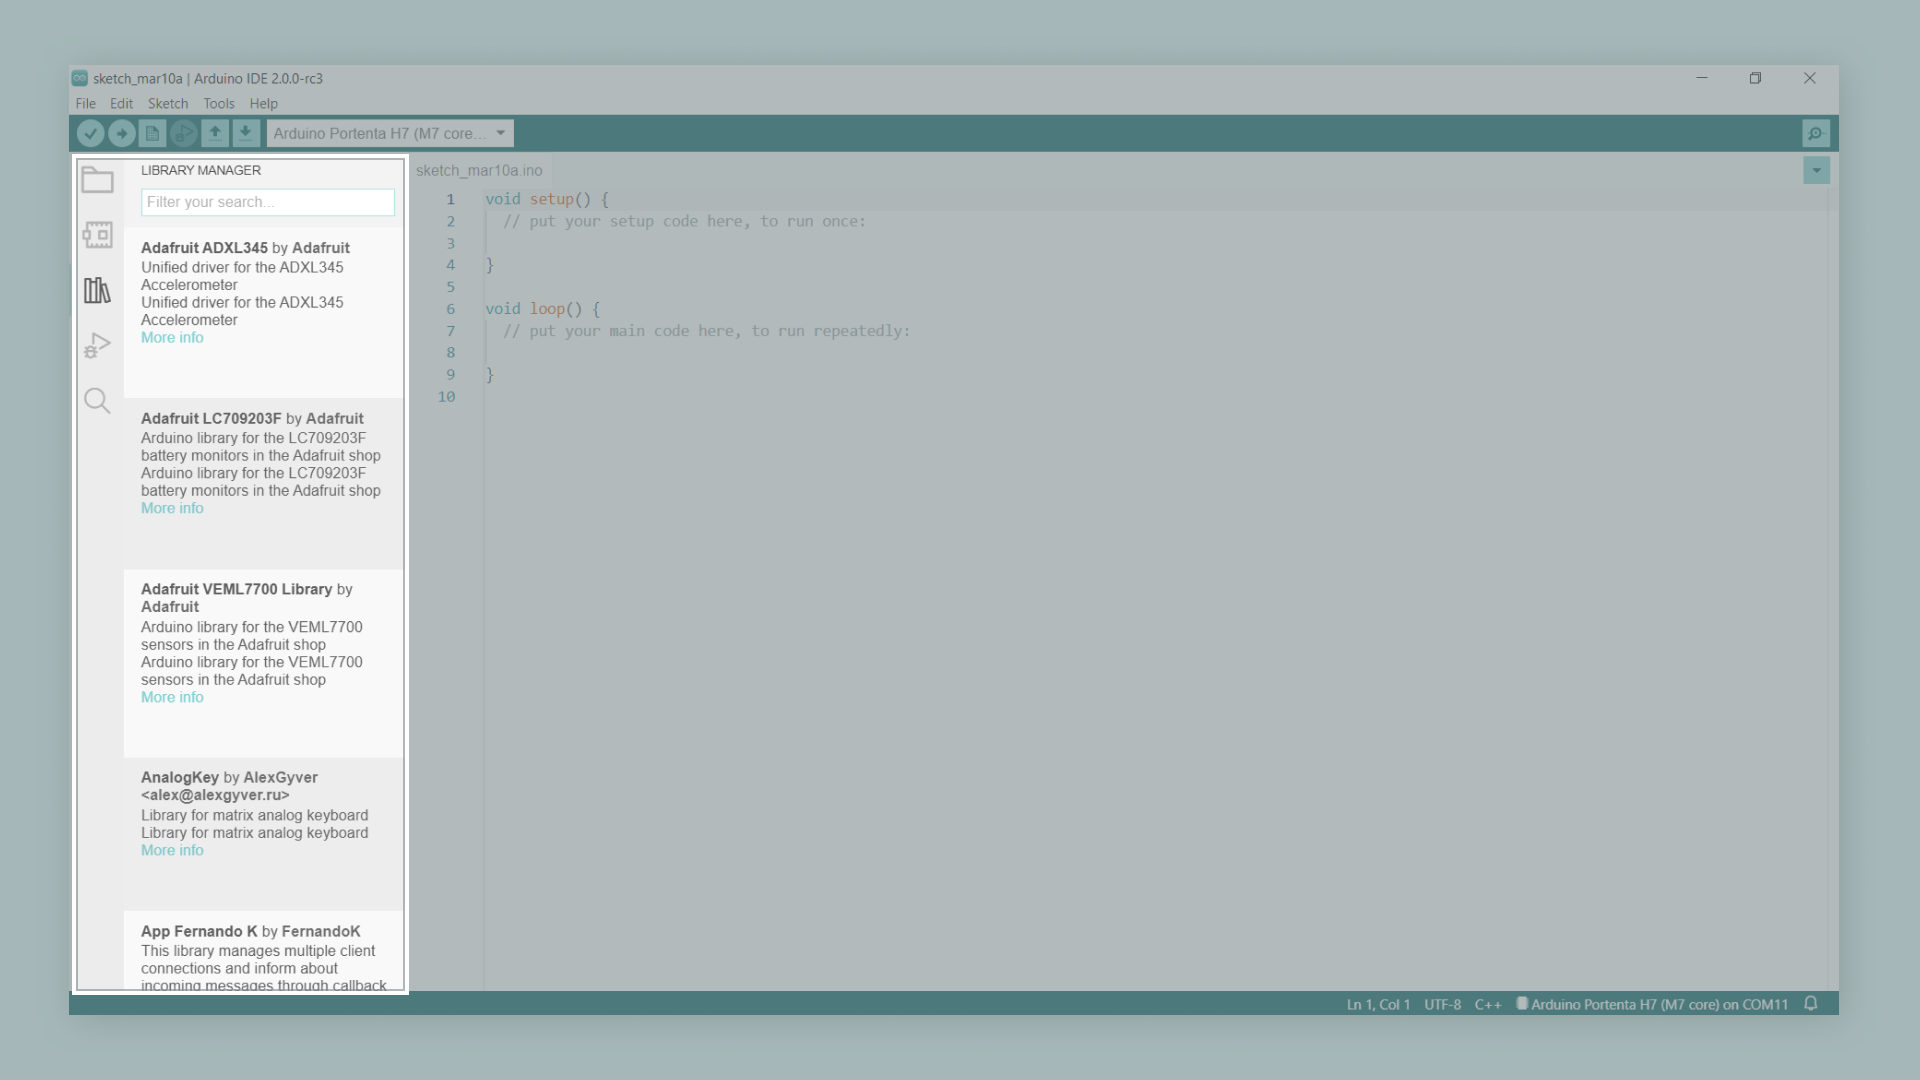 sketch_mar10a | Arduino IDE 2.0.0-rc3
File Edit Sketch Tools Help
Arduino Portenta H7 (M7 core...
LIBRARY MANAGER
Filter your search...
Adafruit ADXL345 by Adafruit
Unified driver for the ADXL345
Accelerometer
Unified driver for the ADXL345
Accelerometer
More info
Adafruit LC709203F by Adafruit
Arduino library for the LC709203F
battery monitors in the Adafruit shop
Arduino library for the LC709203F
battery monitors in the Adafruit shop
More info
Adafruit VEML7700 Library by
Adafruit
Arduino library for the VEML7700
sensors in the Adafruit shop
Arduino library for the VEML7700
sensors in the Adafruit shop
More info
AnalogKey by AlexGyver
<alex@alexgyver.ru>
Library for matrix analog keyboard
Library for matrix analog keyboard
More info
App Fernando K by FernandoK
This library manages multiple client
connections and inform about
incoming messages through callback
sketch_mar10a.ino
1 void setup() {
2 // put your setup code here, to run once:
3
4 }
5
6 void loop() {
7 // put your main code here, to run repeatedly:
8
9 }
10
Ln 1, Col 1 UTF-8 C++ Arduino Portenta H7 (M7 core) on COM11